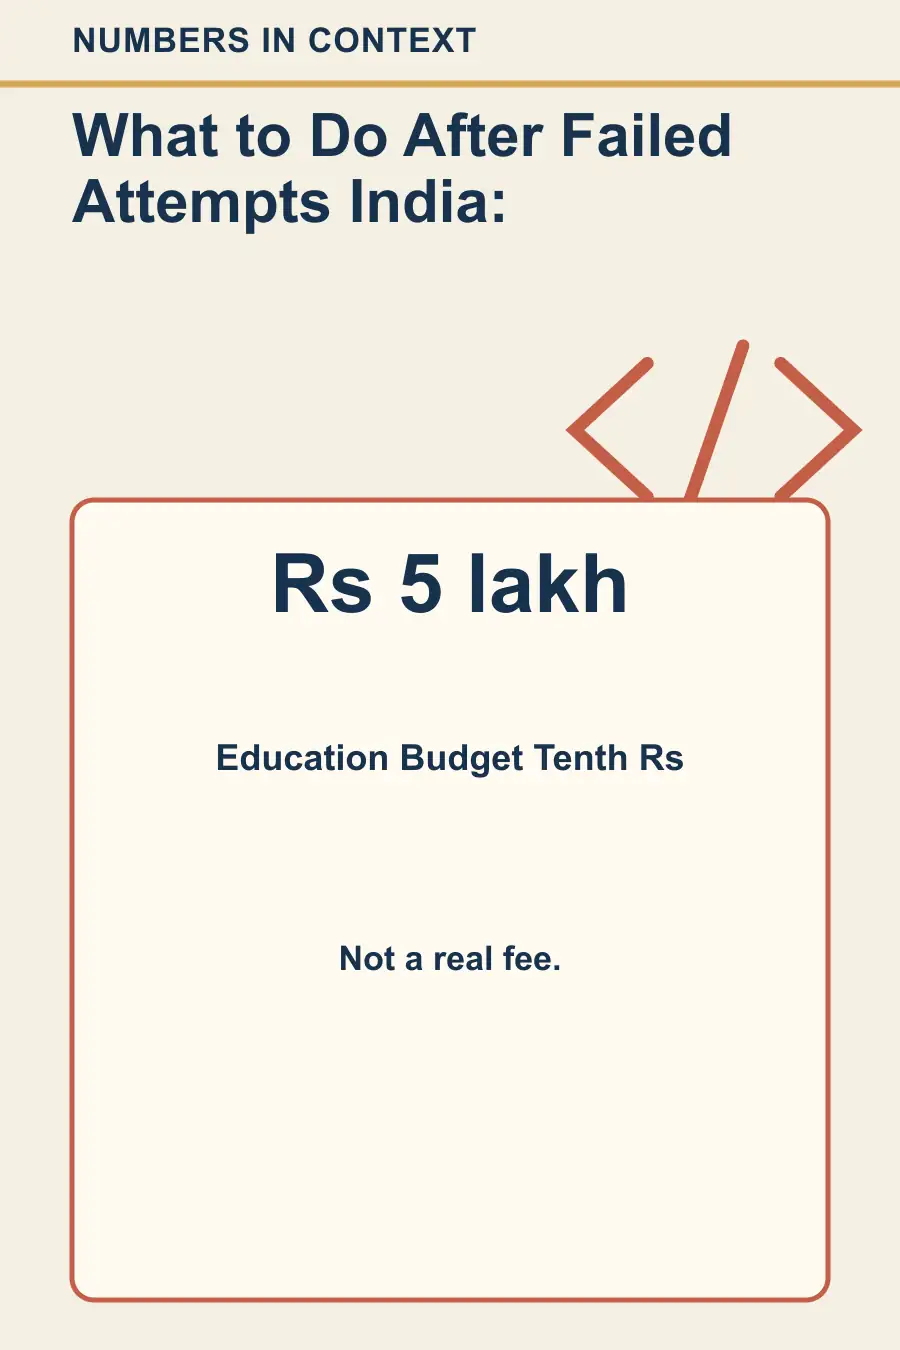 NUMBERS IN CONTEXT
What to Do After Failed
Attempts India:
Rs 5 lakh
Education Budget Tenth Rs
Not a real fee.